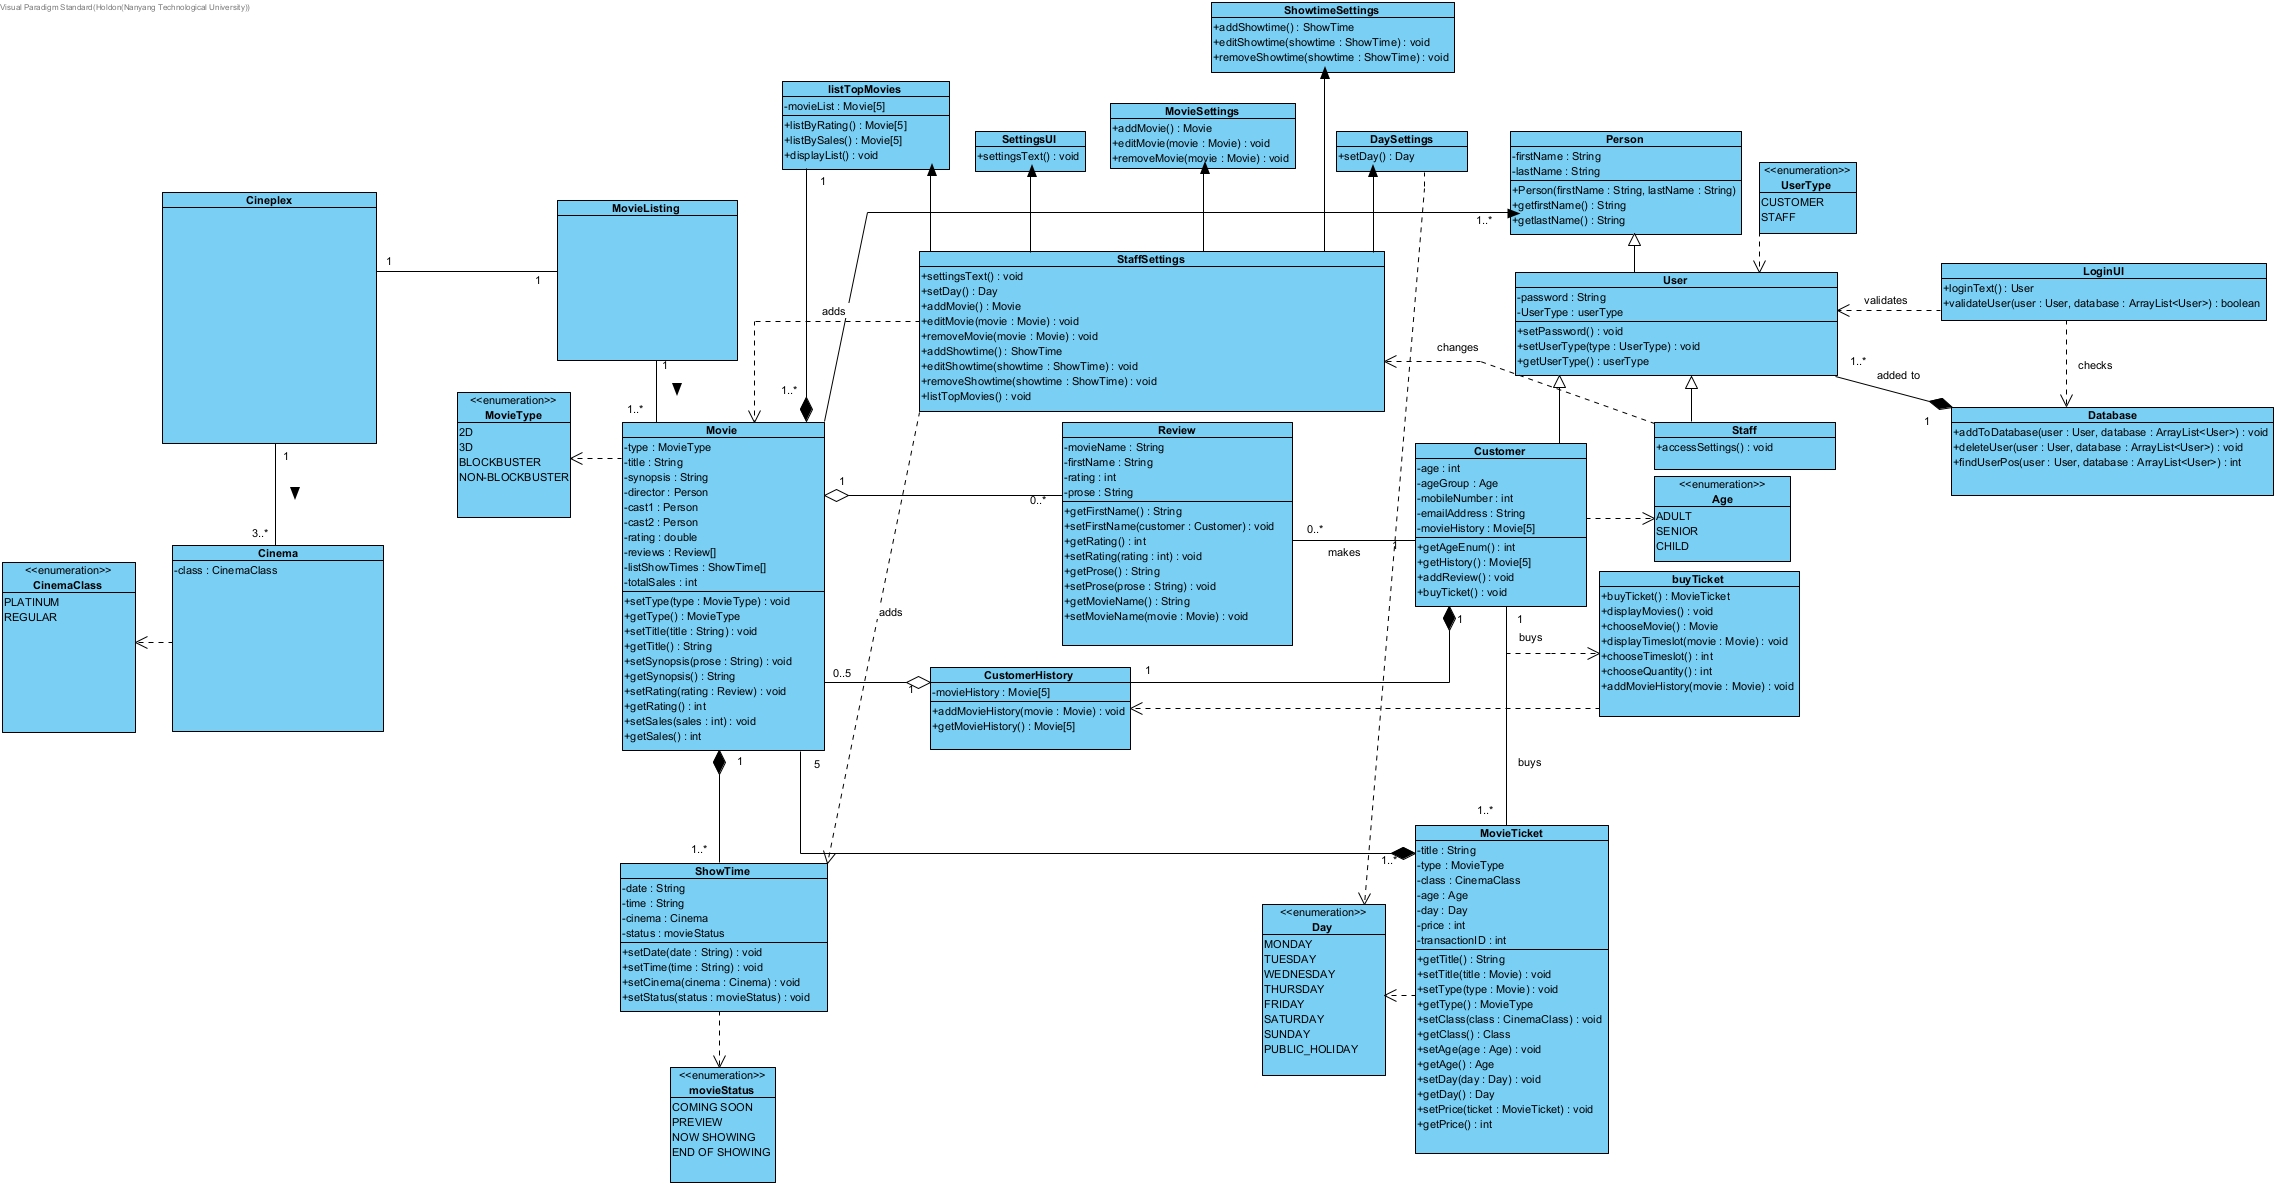 Visual Paradigm Standard(Holdon(Nanyang Technological University))
ShowtimeSettings
+addShowtime() : ShowTime
+editShowtime(showtime : ShowTime) : void
+removeShowtime(showtime : ShowTime) : void
listTopMovies
-movieList : Movie[5]
+listByRating() : Movie[5]
+listBySales() : Movie[5]
+displayList() : void
1
1..*
SettingsUI
+settingsText() : void
MovieSettings
+addMovie() : Movie
+editMovie(movie : Movie) : void
+removeMovie(movie : Movie) : void
DaySettings
+setDay() : Day
Person
-firstName : String
-lastName : String
+Person(firstName : String, lastName : String)
+getfirstName() : String
+getlastName() : String
1..*
<<enumeration>>
UserType
CUSTOMER
STAFF
Cineplex
1
1
MovieListing
1
1..*
StaffSettings
+settingsText() : void
+setDay() : Day
+addMovie() : Movie
+editMovie(movie : Movie) : void
+removeMovie(movie : Movie) : void
+addShowtime() : ShowTime
+editShowtime(showtime : ShowTime) : void
+removeShowtime(showtime : ShowTime) : void
+listTopMovies() : void
adds
changes
User
-password : String
-UserType : userType
+setPassword() : void
+setUserType(type : UserType) : void
+getUserType() : userType
validates
LoginUI
+loginText() : User
+validateUser(user : User, database : ArrayList<User>) : boolean
checks
1..*
added to
1
Database
+addToDatabase(user : User, database : ArrayList<User>) : void
+deleteUser(user : User, database : ArrayList<User>) : void
+findUserPos(user : User, database : ArrayList<User>) : int
<<enumeration>>
MovieType
2D
3D
BLOCKBUSTER
NON-BLOCKBUSTER
Movie
-type : MovieType
-title : String
-synopsis : String
-director : Person
-cast1 : Person
-cast2 : Person
-rating : double
-reviews : Review[]
-listShowTimes : ShowTime[]
-totalSales : int
+setType(type : MovieType) : void
+getType() : MovieType
+setTitle(title : String) : void
+getTitle() : String
+setSynopsis(prose : String) : void
+getSynopsis() : String
+setRating(rating : Review) : void
+getRating() : int
+setSales(sales : int) : void
+getSales() : int
1
0..*
Review
-movieName : String
-firstName : String
-rating : int
-prose : String
+getFirstName() : String
+setFirstName(customer : Customer) : void
+getRating() : int
+setRating(rating : int) : void
+getProse() : String
+setProse(prose : String) : void
+getMovieName() : String
+setMovieName(movie : Movie) : void
0..*
makes
1
Customer
-age : int
-ageGroup : Age
-mobileNumber : int
-emailAddress : String
-movieHistory : Movie[5]
+getAgeEnum() : int
+getHistory() : Movie[5]
+addReview() : void
+buyTicket() : void
Staff
+accessSettings() : void
<<enumeration>>
Age
ADULT
SENIOR
CHILD
1
3..*
Cinema
-class : CinemaClass
<<enumeration>>
CinemaClass
PLATINUM
REGULAR
buyTicket
+buyTicket() : MovieTicket
+displayMovies() : void
+chooseMovie() : Movie
+displayTimeslot(movie : Movie) : void
+chooseTimeslot() : int
+chooseQuantity() : int
+addMovieHistory(movie : Movie) : void
adds
1
1
buys
0..5
1
1
CustomerHistory
-movieHistory : Movie[5]
+addMovieHistory(movie : Movie) : void
+getMovieHistory() : Movie[5]
1
5
buys
1..*
1..*
1..*
ShowTime
-date : String
-time : String
-cinema : Cinema
-status : movieStatus
+setDate(date : String) : void
+setTime(time : String) : void
+setCinema(cinema : Cinema) : void
+setStatus(status : movieStatus) : void
MovieTicket
-title : String
-type : MovieType
-class : CinemaClass
-age : Age
-day : Day
-price : int
-transactionID : int
+getTitle() : String
+setTitle(title : Movie) : void
+setType(type : Movie) : void
+getType() : MovieType
+setClass(class : CinemaClass) : void
+getClass() : Class
+setAge(age : Age) : void
+getAge() : Age
+setDay(day : Day) : void
+getDay() : Day
+setPrice(ticket : MovieTicket) : void
+getPrice() : int
<<enumeration>>
Day
MONDAY
TUESDAY
WEDNESDAY
THURSDAY
FRIDAY
SATURDAY
SUNDAY
PUBLIC_HOLIDAY
<<enumeration>>
movieStatus
COMING SOON
PREVIEW
NOW SHOWING
END OF SHOWING